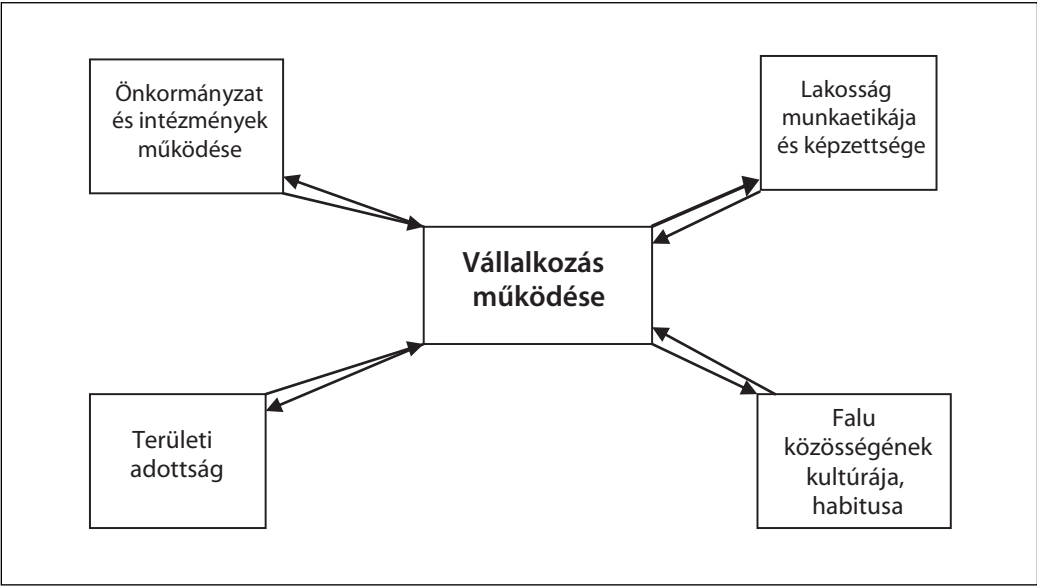 Önkormányzat
és intézmények
működése
Lakosság
munkaetikája
és képzettsége
Vállalkozás
működése
Területi
adottság
Falu
közösségének
kultúrája,
habitusa